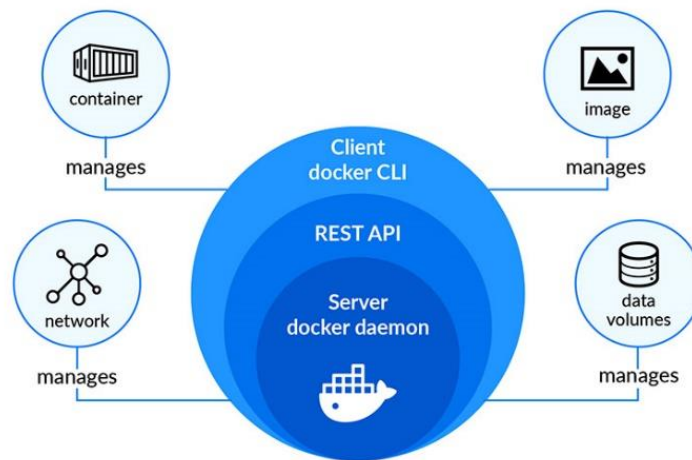 container
manages
image
manages
Client
docker CLI
REST API
Server
docker daemon
network
manages
data
volumes
manages